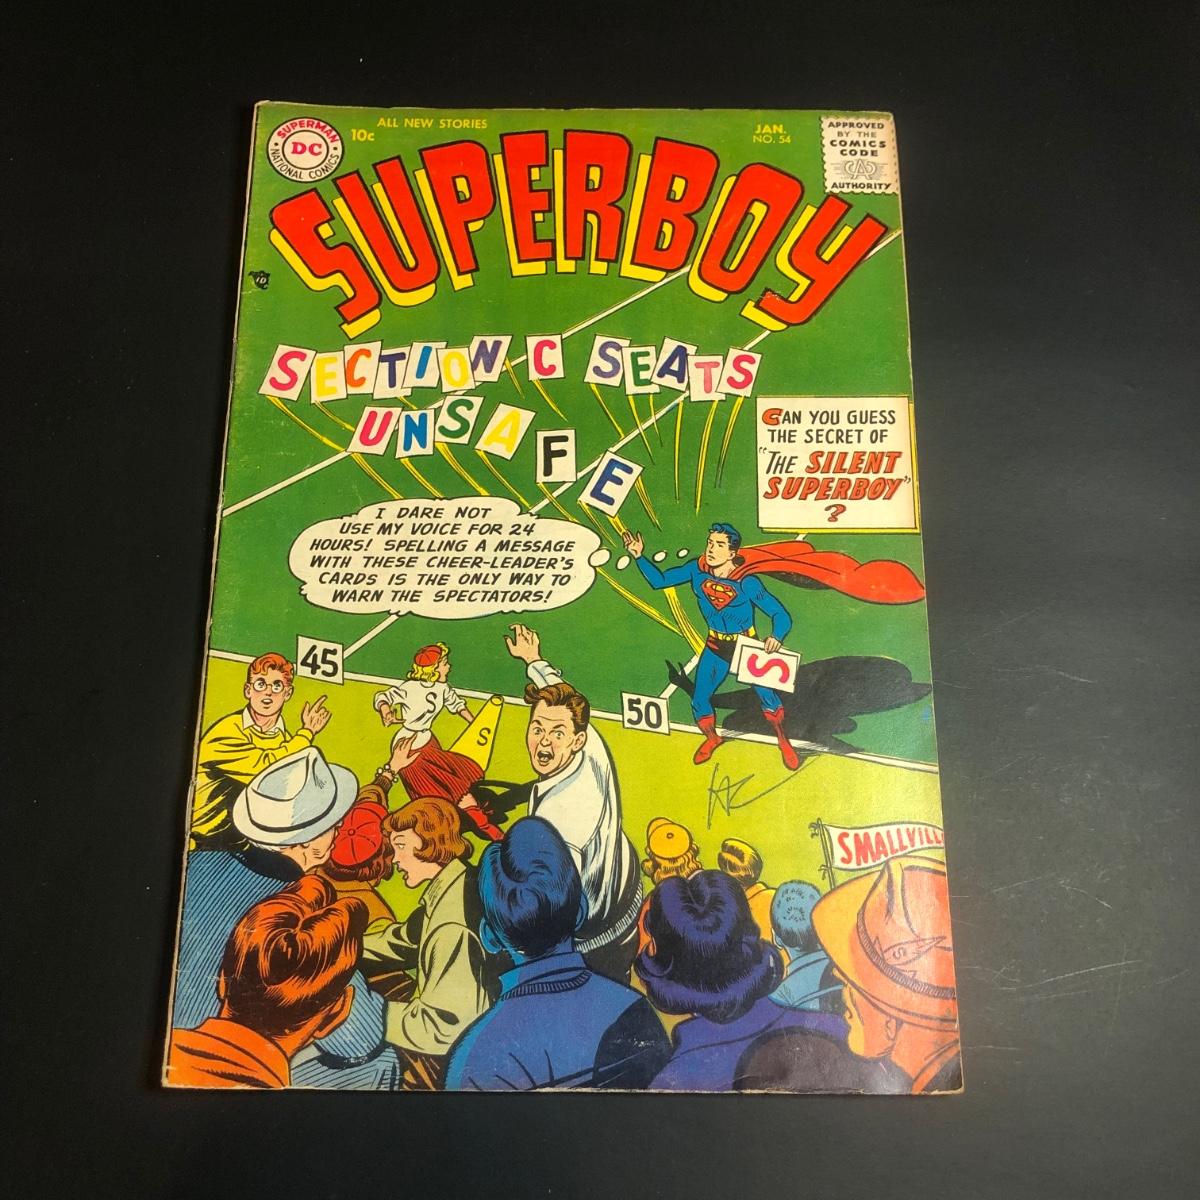 SUPERMAN
DC
NATIONAL COMICS
10c
ALL NEW STORIES
JAN.
NO. 54
APPROVED
BY THE
COMICS
CODE
CA
AUTHORITY
SUPERBOY
SECTION C SEATS
UNSAFE
CAN YOU GUESS
THE SECRET OF
"THE SILENT
SUPERBOY"
?
I DARE NOT
USE MY VOICE FOR 24
HOURS! SPELLING A MESSAGE
WITH THESE CHEER-LEADER'S
CARDS IS THE ONLY WAY TO
WARN THE SPECTATORS!
S
S
45
S
S
50
SMALLVILL
S